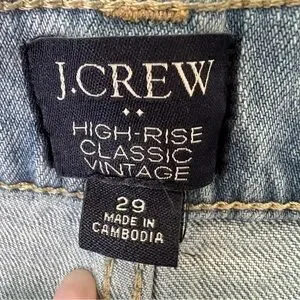 J.CREW
HIGH-RISE
CLASSIC
VINTAGE
29
MADE IN
CAMBODIA